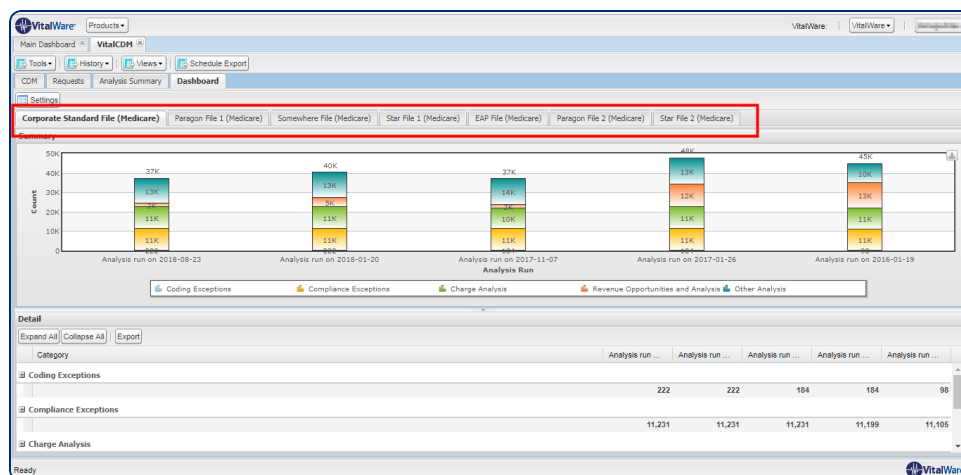 VitalWare Products VitalWare: VitalWare
Main Dashboard VitalCDM
Tools History Views Schedule Export
CDM Requests Analysis Summary Dashboard
Settings
Corporate Standard File (Medicare) Paragon File 1 (Medicare) Somewhere File (Medicare) Star File 1 (Medicare) EAP File (Medicare) Paragon File 2 (Medicare) Star File 2 (Medicare)
Summary
50K 40K 30K 20K 10K 0
Count
37K 13K 2K 11K 11K 222
40K 13K 5K 11K 11K 222
37K 14K 10K 11K 184
48K 13K 12K 11K 11K 184
45K 10K 13K 11K 11K 98
Analysis run on 2018-08-23 Analysis run on 2018-01-20 Analysis run on 2017-11-07 Analysis run on 2017-01-26 Analysis run on 2016-01-19
Analysis Run
Coding Exceptions Compliance Exceptions Charge Analysis Revenue Opportunities and Analysis Other Analysis
Detail
Expand All Collapse All Export
Category Analysis run ... Analysis run ... Analysis run ... Analysis run ... Analysis run ...
Coding Exceptions
222 222 184 184 98
Compliance Exceptions
11,231 11,231 11,231 11,199 11,105
Charge Analysis
Ready VitalWare